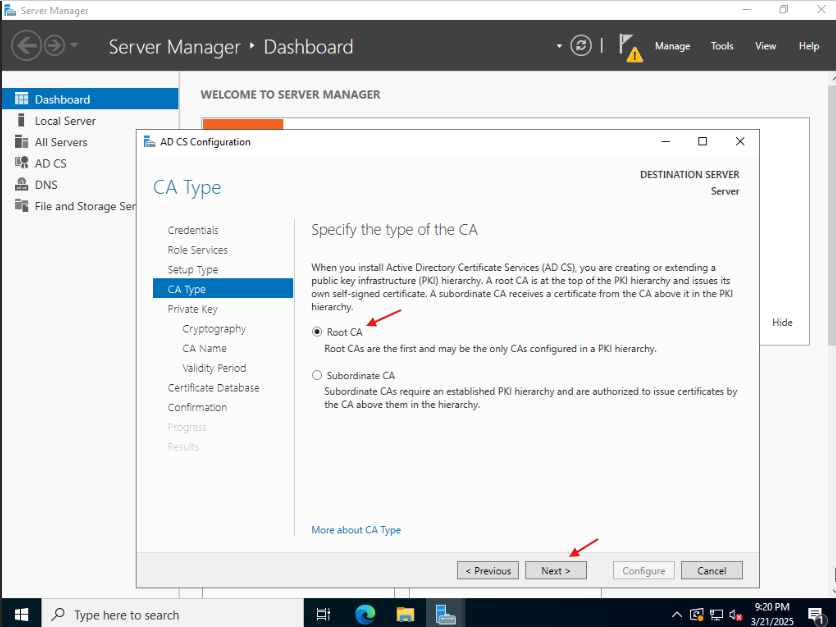 Server Manager
Server Manager • Dashboard
Manage Tools View Help
Dashboard
Local Server
All Servers
AD CS
DNS
File and Storage Ser
WELCOME TO SERVER MANAGER
Hide
AD CS Configuration
CA Type
DESTINATION SERVER
Server
Credentials
Role Services
Setup Type
CA Type
Private Key
Cryptography
CA Name
Validity Period
Certificate Database
Confirmation
Progress
Results
Specify the type of the CA
When you install Active Directory Certificate Services (AD CS), you are creating or extending a
public key infrastructure (PKI) hierarchy. A root CA is at the top of the PKI hierarchy and issues its
own self-signed certificate. A subordinate CA receives a certificate from the CA above it in the PKI
hierarchy.
Root CA
Root CAs are the first and may be the only CAs configured in a PKI hierarchy.
Subordinate CA
Subordinate CAs require an established PKI hierarchy and are authorized to issue certificates by
the CA above them in the hierarchy.
More about CA Type
< Previous Next > Configure Cancel
Type here to search
9:20 PM
3/21/2025
1